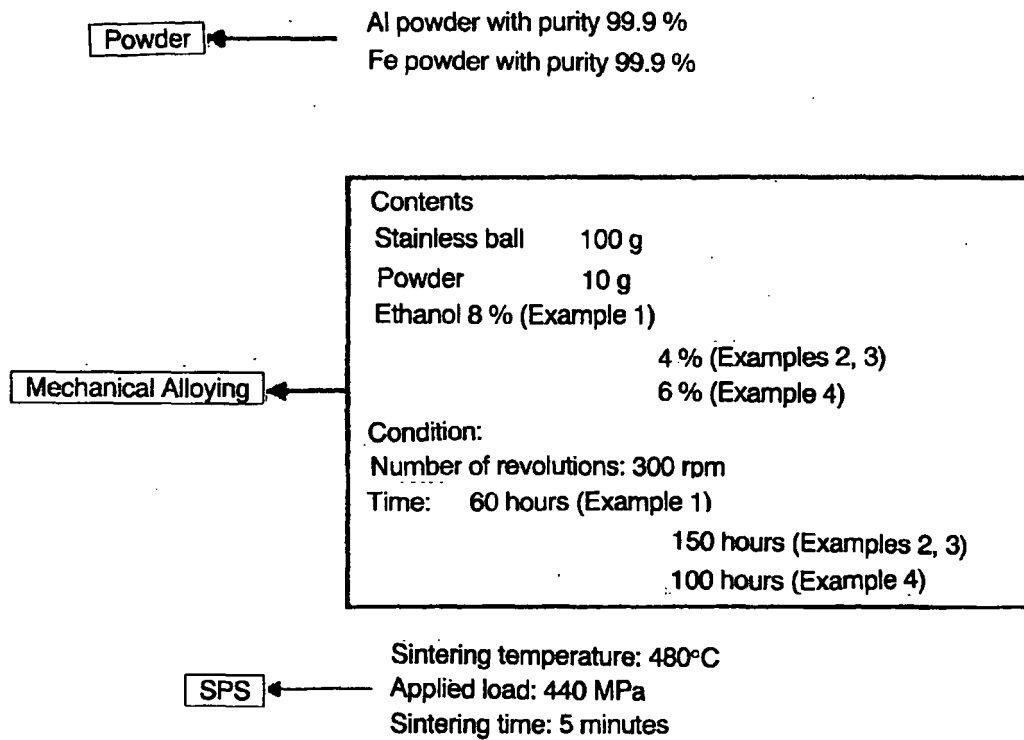 Powder
Al powder with purity 99.9 %
Fe powder with purity 99.9 %
Contents
Stainless ball 100 g
Powder 10 g
Ethanol 8 % (Example 1)
4 % (Examples 2, 3)
6 % (Example 4)
Mechanical Alloying
Condition:
Number of revolutions: 300 rpm
Time: 60 hours (Example 1)
150 hours (Examples 2, 3)
100 hours (Example 4)
SPS
Sintering temperature: 480°C
Applied load: 440 MPa
Sintering time: 5 minutes